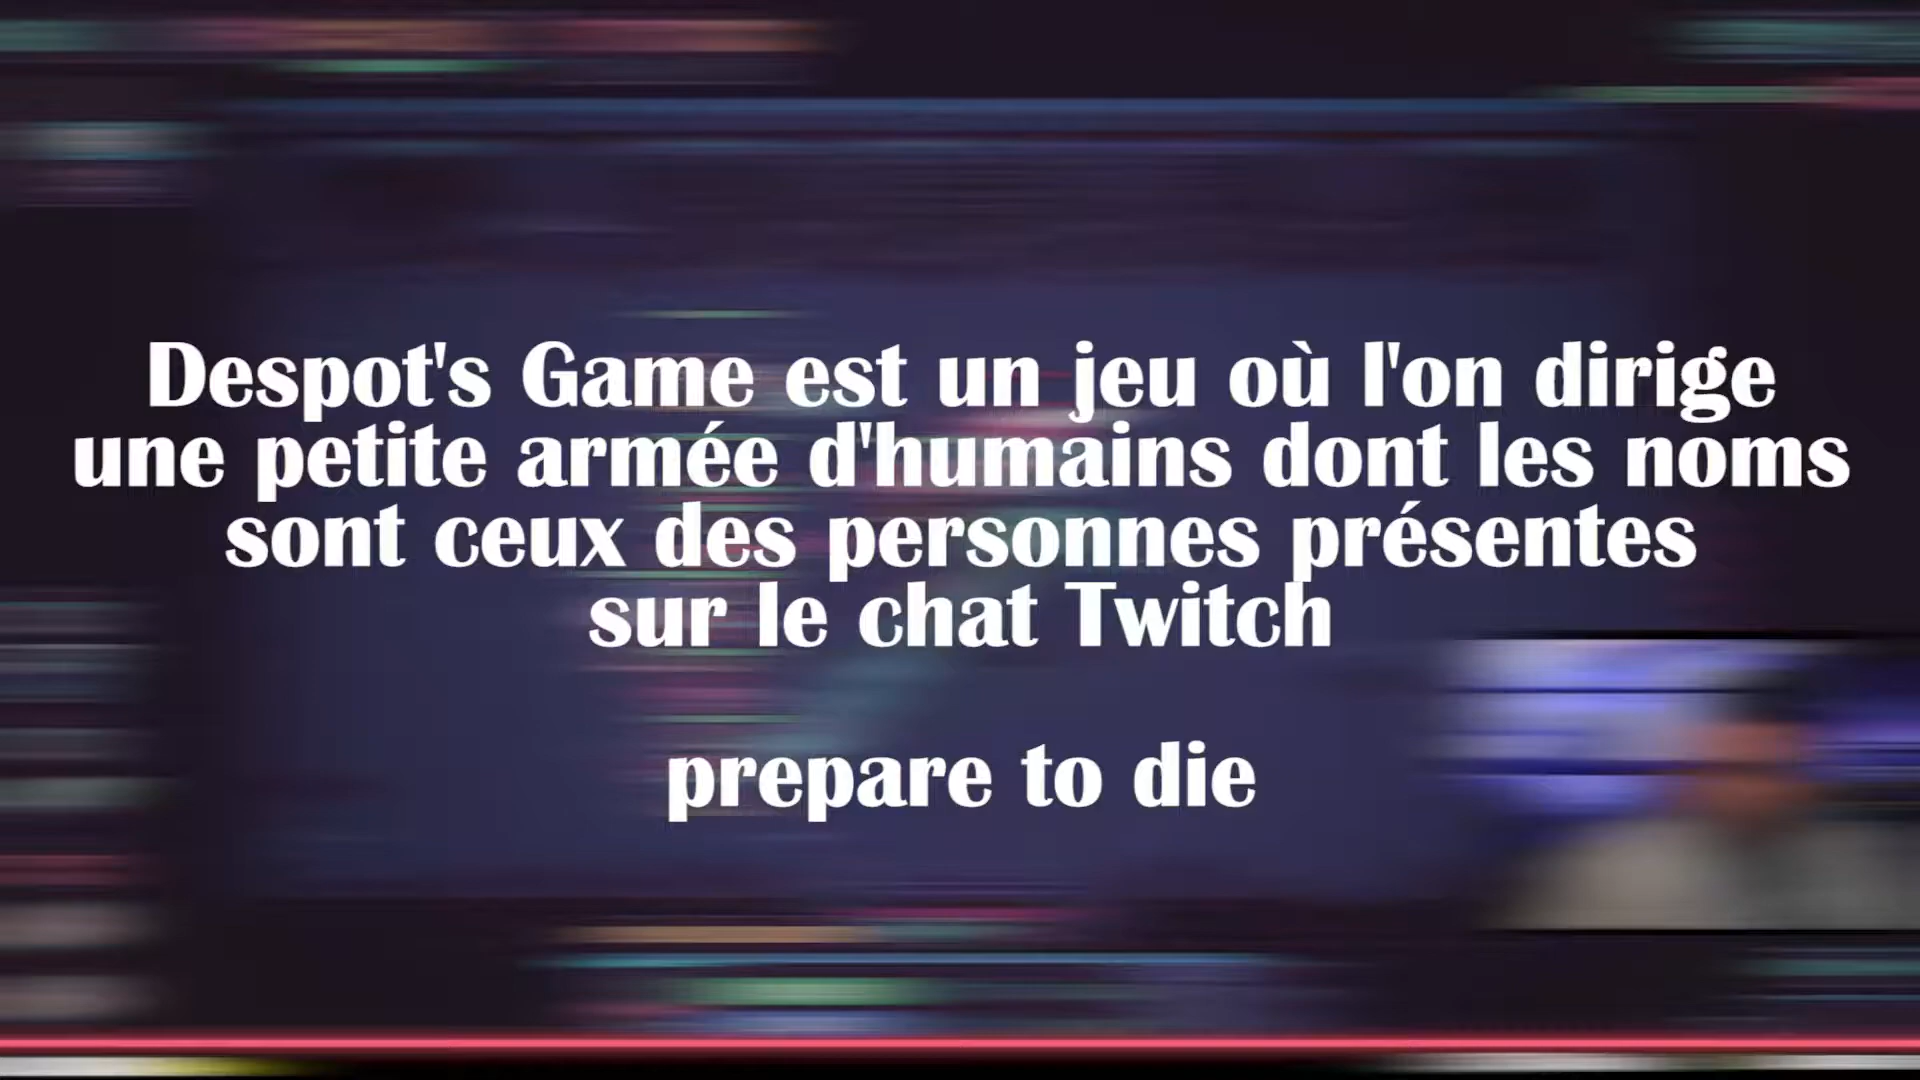 Despot's Game est un jeu où l'on dirige
une petite armée d'humains dont les noms
sont ceux des personnes présentes
sur le chat Twitch
prepare to die